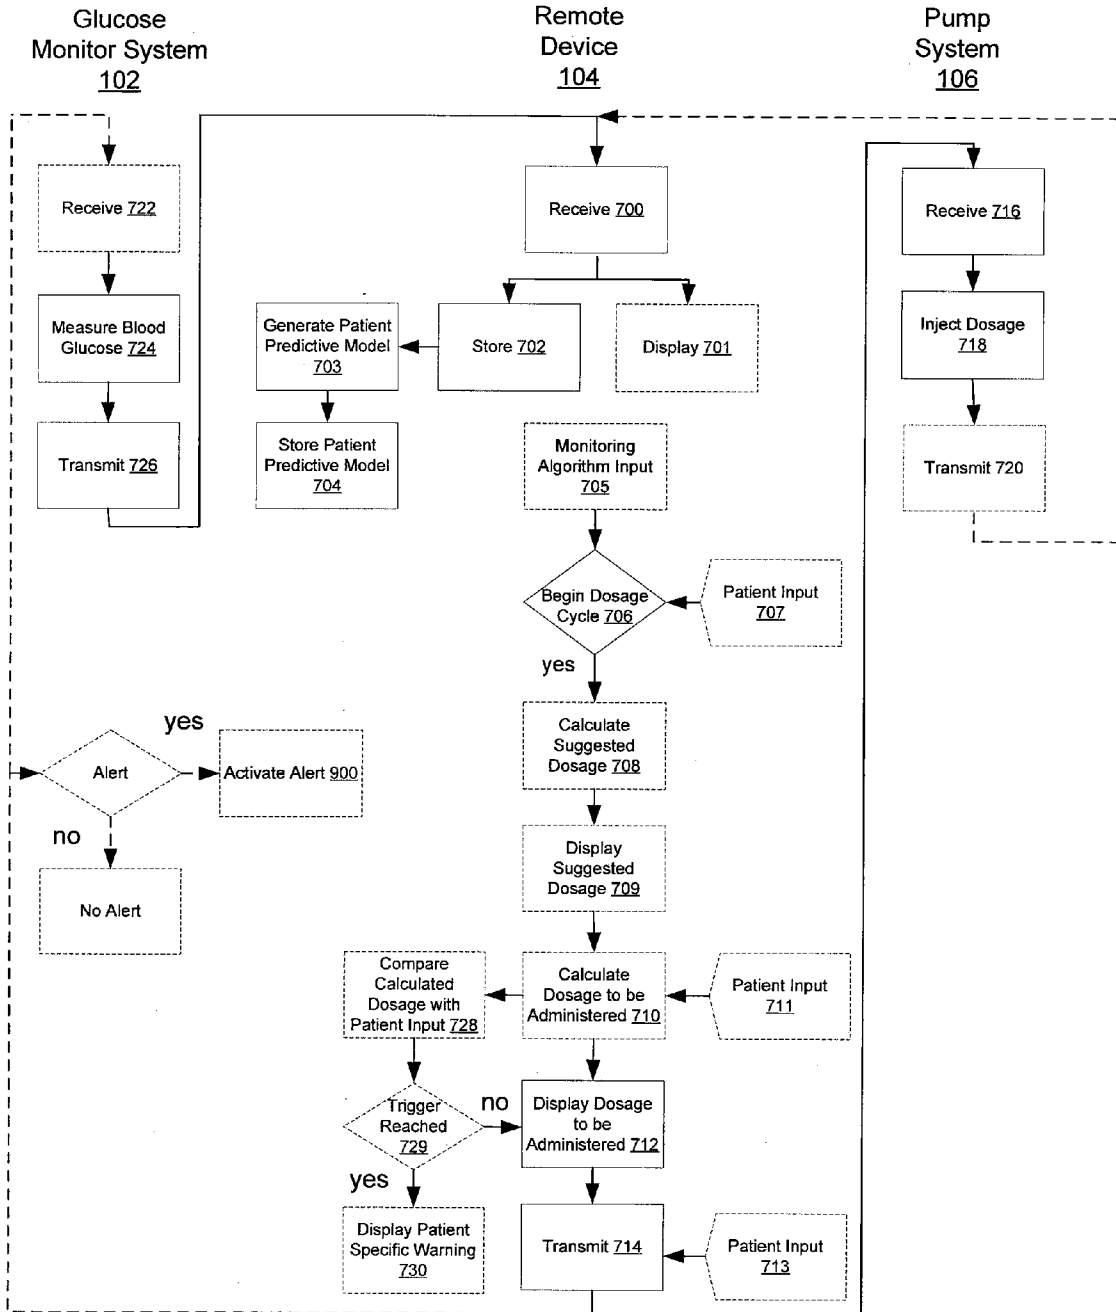 Glucose
Monitor System
102
Remote
Device
104
Pump
System
106
Receive 722
Receive 700
Receive 716
Measure Blood
Glucose 724
Generate Patient
Predictive Model
703
Store 702
Display 701
Inject Dosage
718
Transmit 726
Store Patient
Predictive Model
704
Monitoring
Algorithm Input
705
Transmit 720
Begin Dosage
Cycle 706
Patient Input
707
yes
Calculate
Suggested
Dosage 708
yes
Alert
Activate Alert 900
no
No Alert
Display
Suggested
Dosage 709
Compare
Calculated
Dosage with
Patient Input 728
Calculate
Dosage to be
Administered 710
Patient Input
711
Trigger
Reached
729
no
Display Dosage
to be
Administered 712
yes
Display Patient
Specific Warning
730
Transmit 714
Patient Input
713